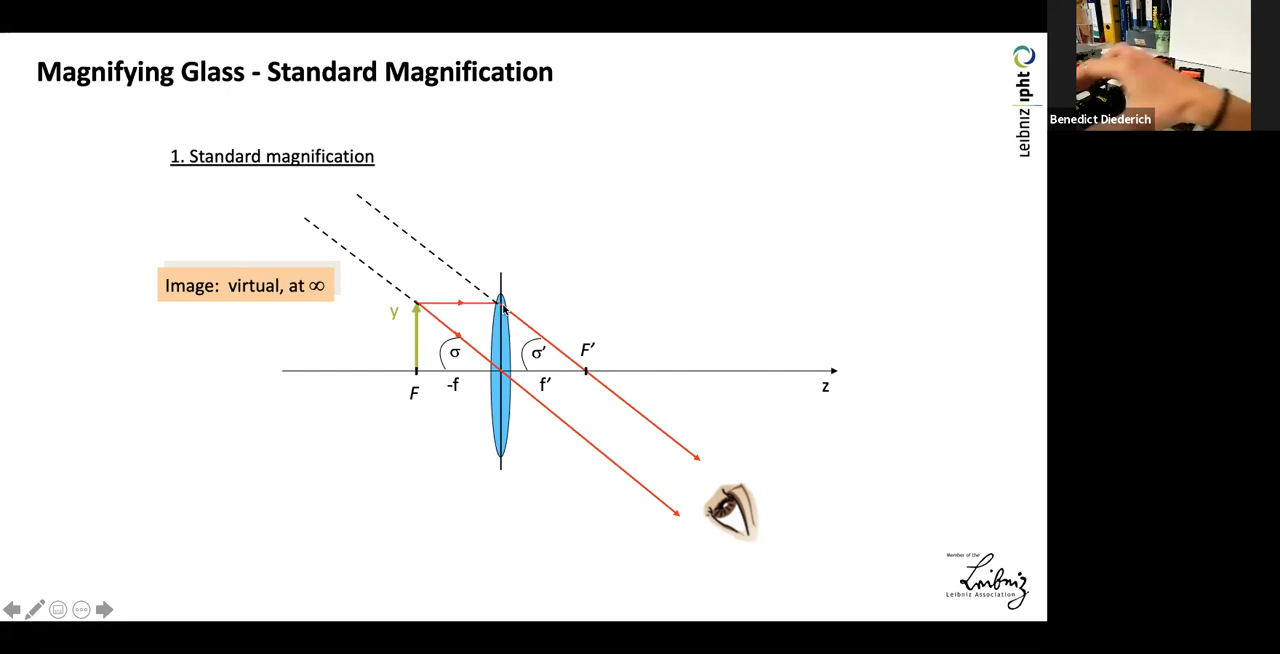 Magnifying Glass - Standard Magnification
Leibniz ipht
Benedict Diederich
1. Standard magnification
Image: virtual, at ∞
y
σ
σ'
F'
F
-f
f'
z
Member of the
Leibniz
Leibniz Association